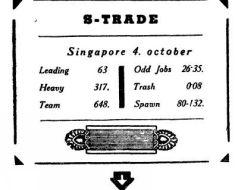 S-TRADE
Singapore 4. october
Leading 63 Odd Jobs 26·35.
Heavy 317. Trash 0·08
Team 648. Spawn 80-132.